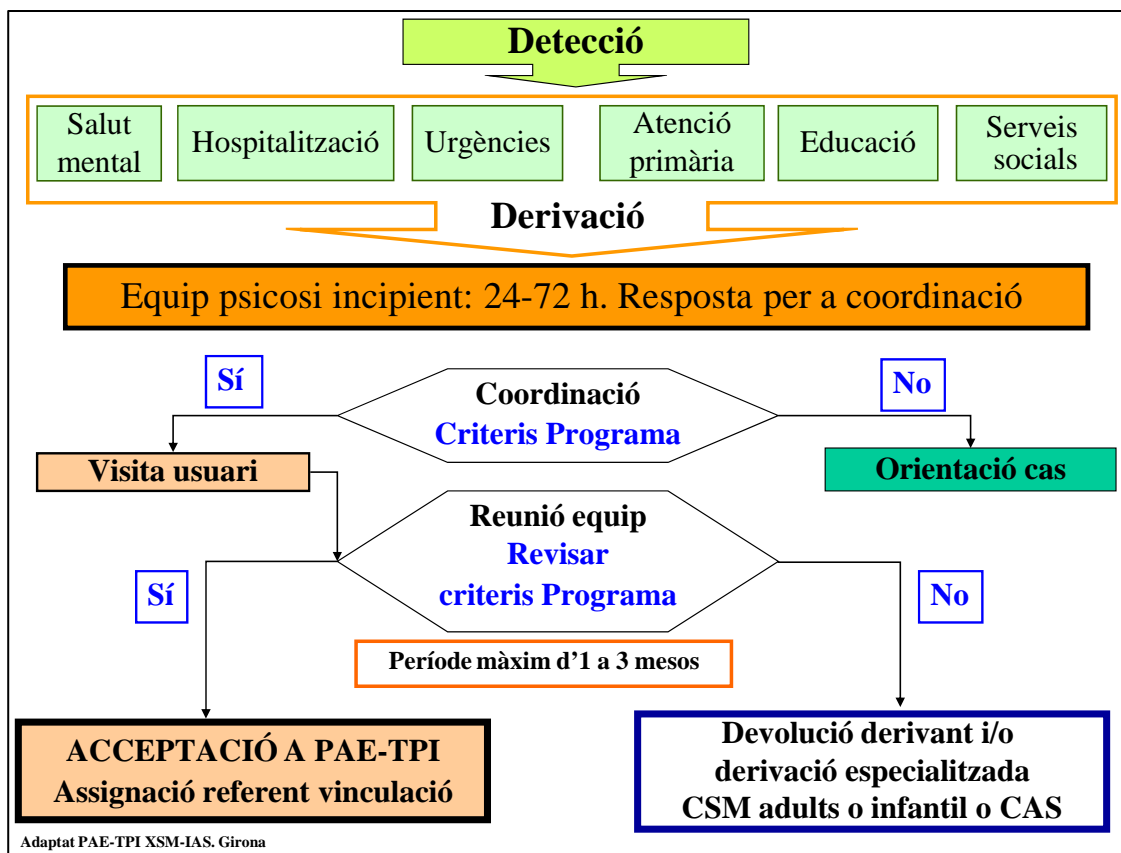 Detecció
Salut
mental
Hospitalització
Urgències
Atenció
primària
Educació
Serveis
socials
Derivació
Equip psicosi incipient: 24-72 h. Resposta per a coordinació
Sí
No
Coordinació
Criteris Programa
Visita usuari
Orientació cas
Reunió equip
Revisar
criteris Programa
Sí
No
Període màxim d’1 a 3 mesos
ACCEPTACIÓ A PAE-TPI
Assignació referent vinculació
Devolució derivant i/o
derivació especialitzada
CSM adults o infantil o CAS
Adaptat PAE-TPI XSM-IAS. Girona